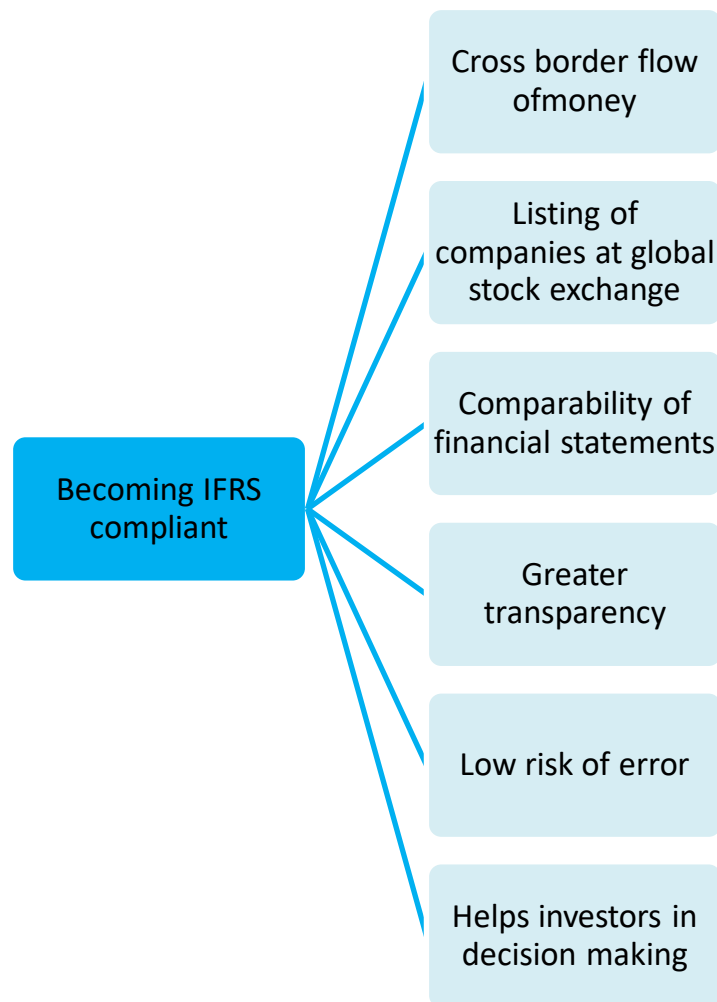 Cross border flow
ofmoney
Listing of
companies at global
stock exchange
Comparability of
financial statements
Becoming IFRS
compliant
Greater
transparency
Low risk of error
Helps investors in
decision making